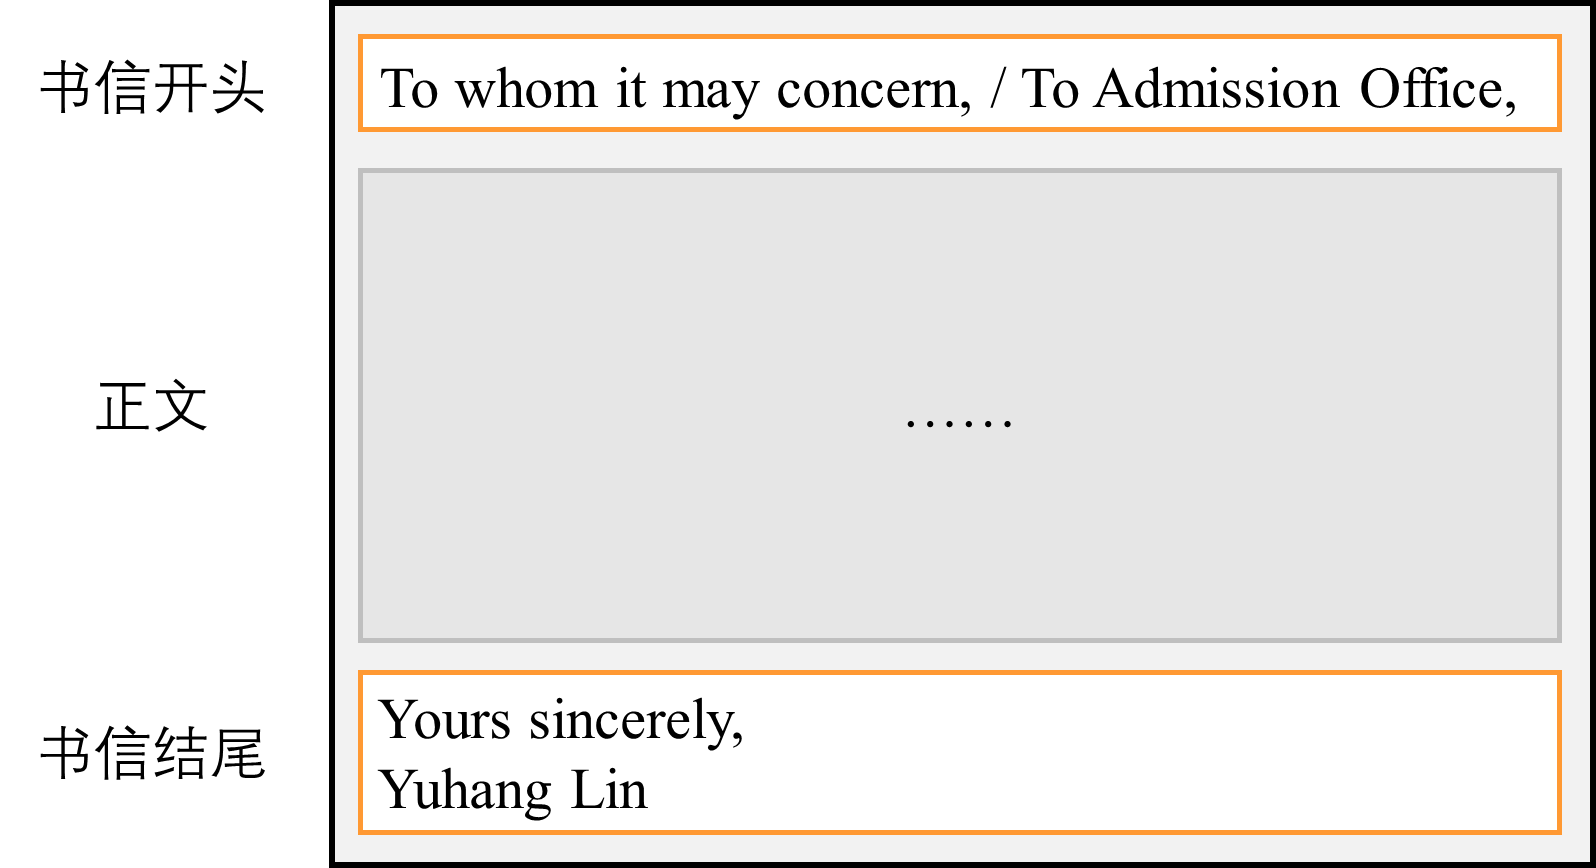 书信开头
To whom it may concern, / To Admission Office,
正文
……
书信结尾
Yours sincerely,
Yuhang Lin